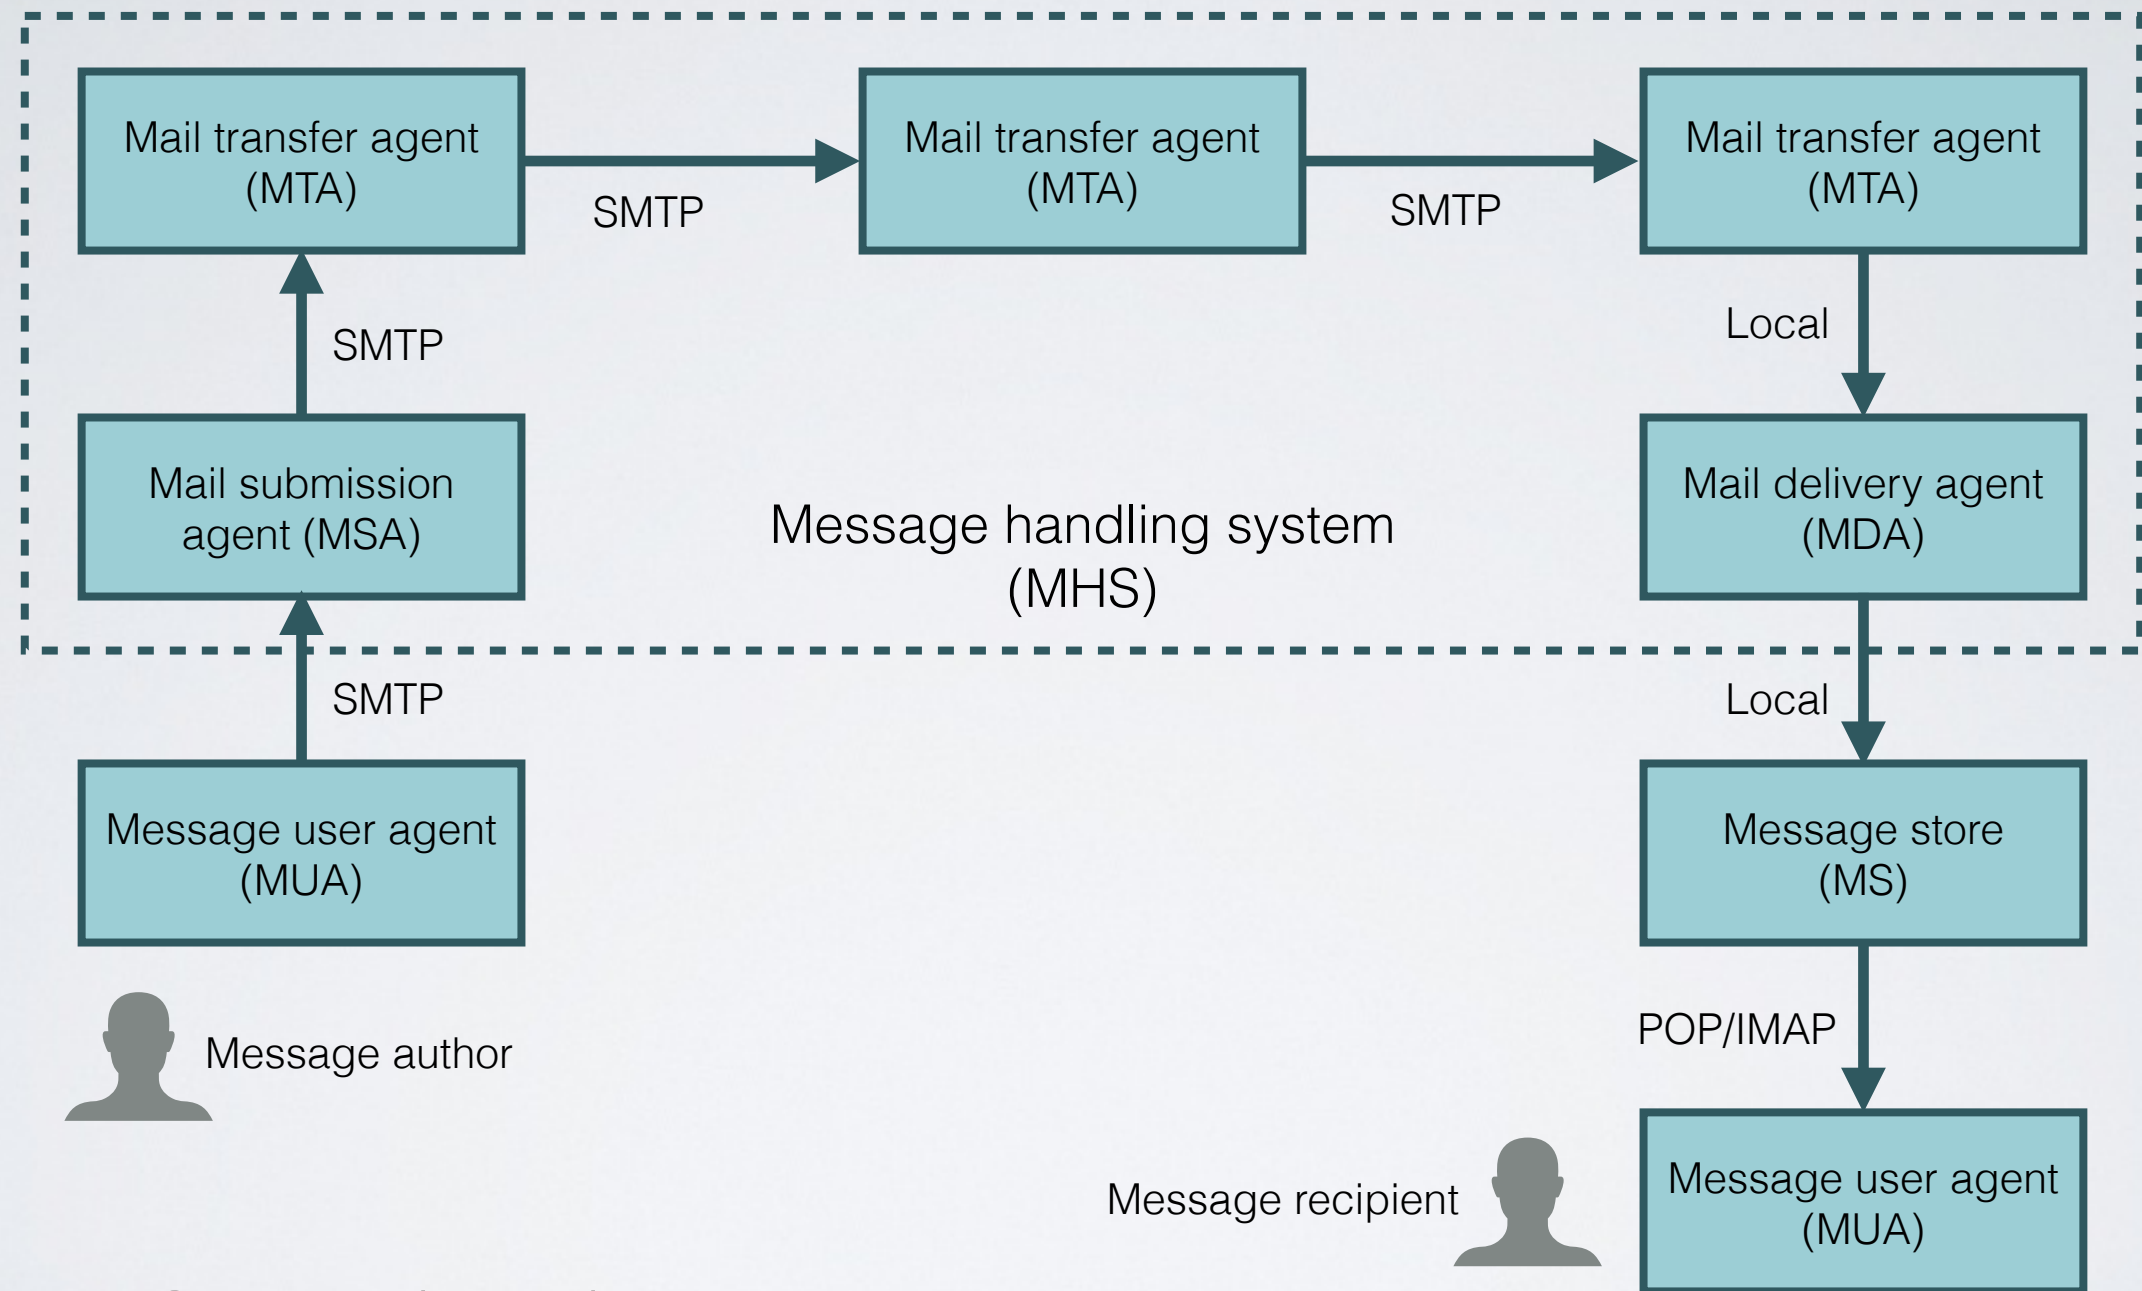 Mail transfer agent
(MTA)
SMTP
Mail transfer agent
(MTA)
SMTP
Mail transfer agent
(MTA)
SMTP
Local
Mail submission
agent (MSA)
Message handling system
(MHS)
Mail delivery agent
(MDA)
SMTP
Local
Message user agent
(MUA)
Message store
(MS)
Message author
POP/IMAP
Message recipient
Message user agent
(MUA)